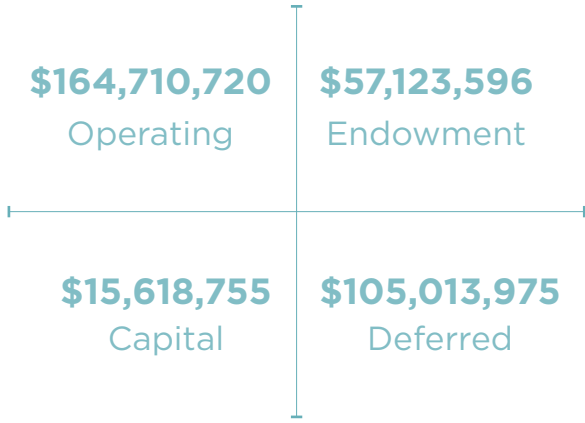 $164,710,720
Operating
$57,123,596
Endowment
$15,618,755
Capital
$105,013,975
Deferred